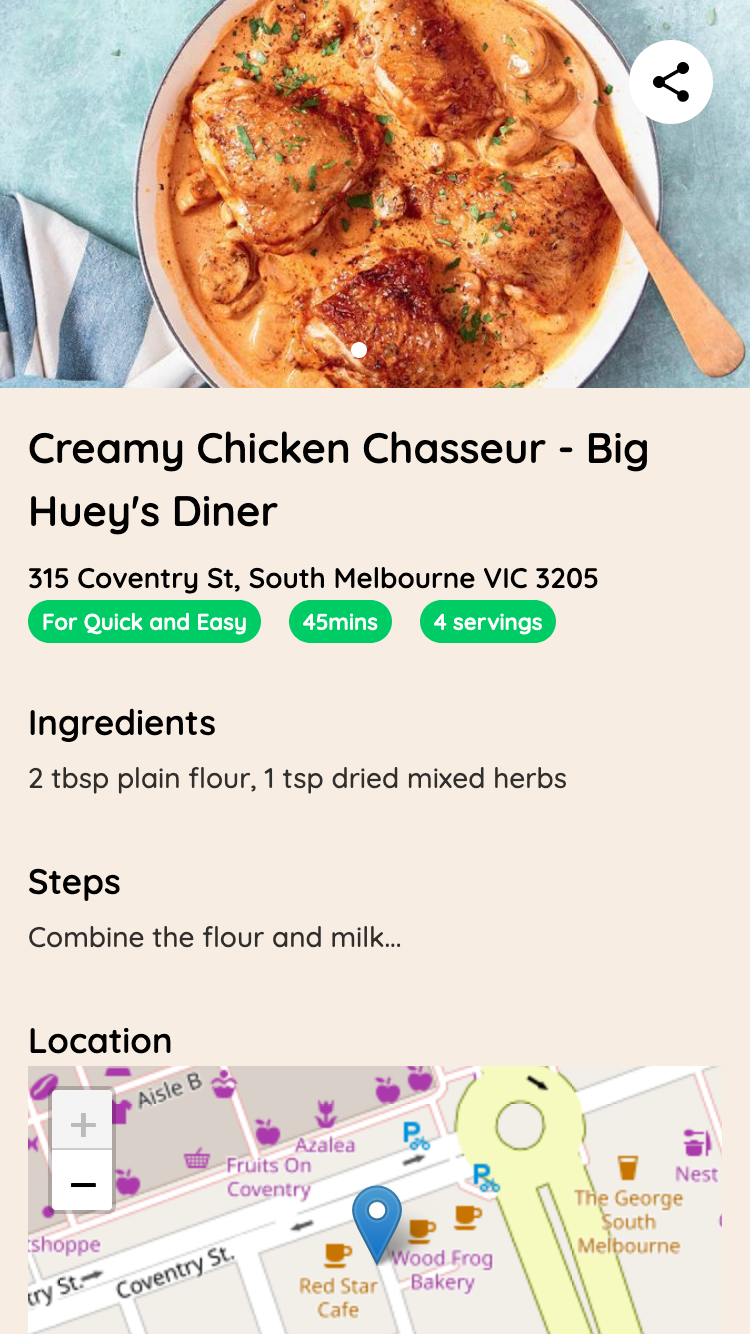 Creamy Chicken Chasseur - Big
Huey's Diner
315 Coventry St, South Melbourne VIC 3205
For Quick and Easy
45mins
4 servings
Ingredients
2 tbsp plain flour, 1 tsp dried mixed herbs
Steps
Combine the flour and milk...
Location
Aisle B
+
−
Azalea
Fruits On
Coventry
P
P
Nest
The George
South
Melbourne
tshoppe
Wood Frog
Bakery
Coventry St.
try St.
Red Star
Cafe